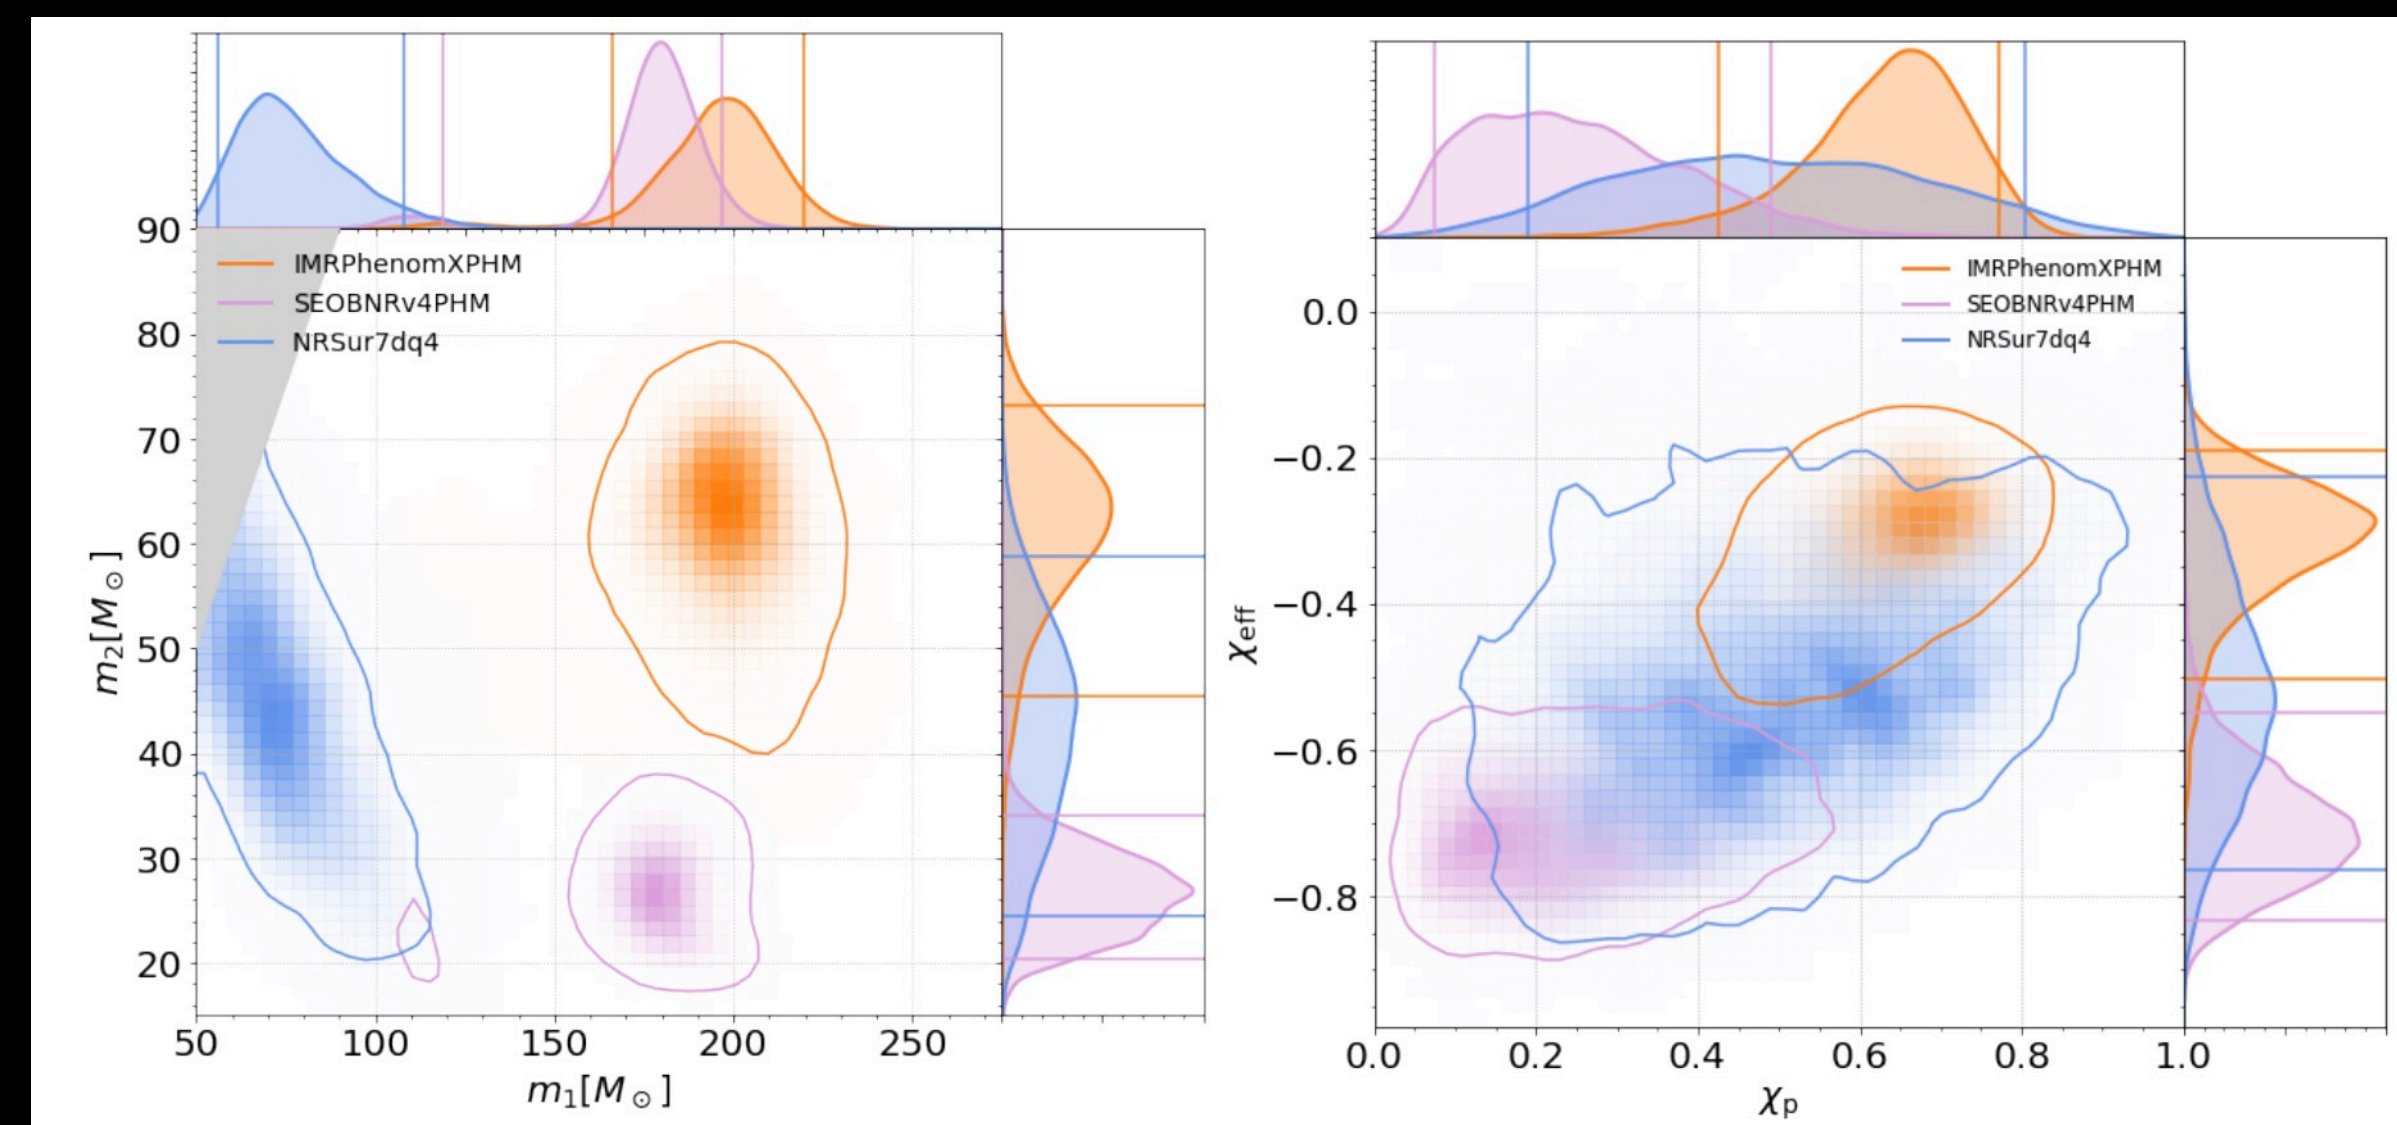 90
80
70
60
50
40
30
20
m₂[M⊙]
IMRPhenomXPHM
SEOBNRv4PHM
NRSur7dq4
50 100 150 200 250
m₁[M⊙]
0.0
−0.2
−0.4
−0.6
−0.8
χeff
IMRPhenomXPHM
SEOBNRv4PHM
NRSur7dq4
0.0 0.2 0.4 0.6 0.8 1.0
χp